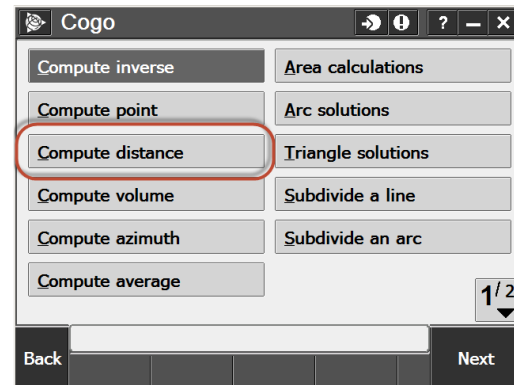 Cogo ? – ×
Compute inverse
Compute point
Compute distance
Compute volume
Compute azimuth
Compute average
Area calculations
Arc solutions
Triangle solutions
Subdivide a line
Subdivide an arc
1/2
Back
Next